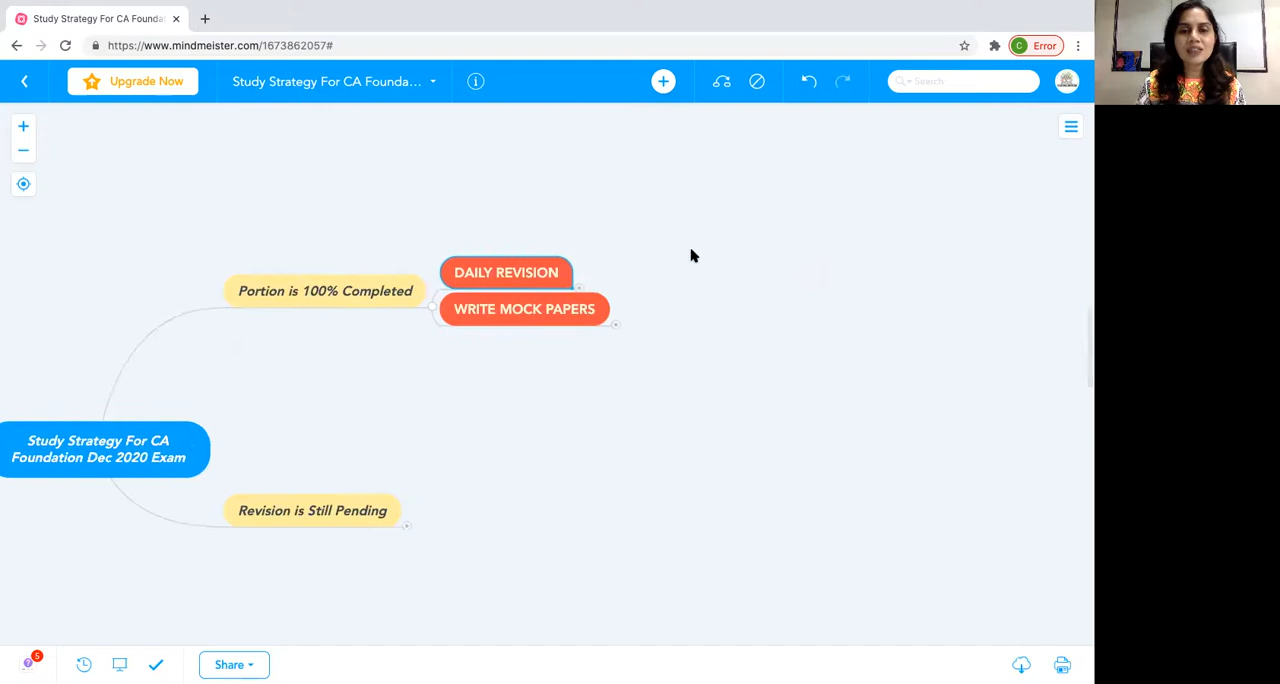 Study Strategy For CA Founda
https://www.mindmeister.com/1673862057#
C
Error
Upgrade Now
Study Strategy For CA Founda...
Search
DAILY REVISION
Portion is 100% Completed
WRITE MOCK PAPERS
Study Strategy For CA
Foundation Dec 2020 Exam
Revision is Still Pending
5
Share